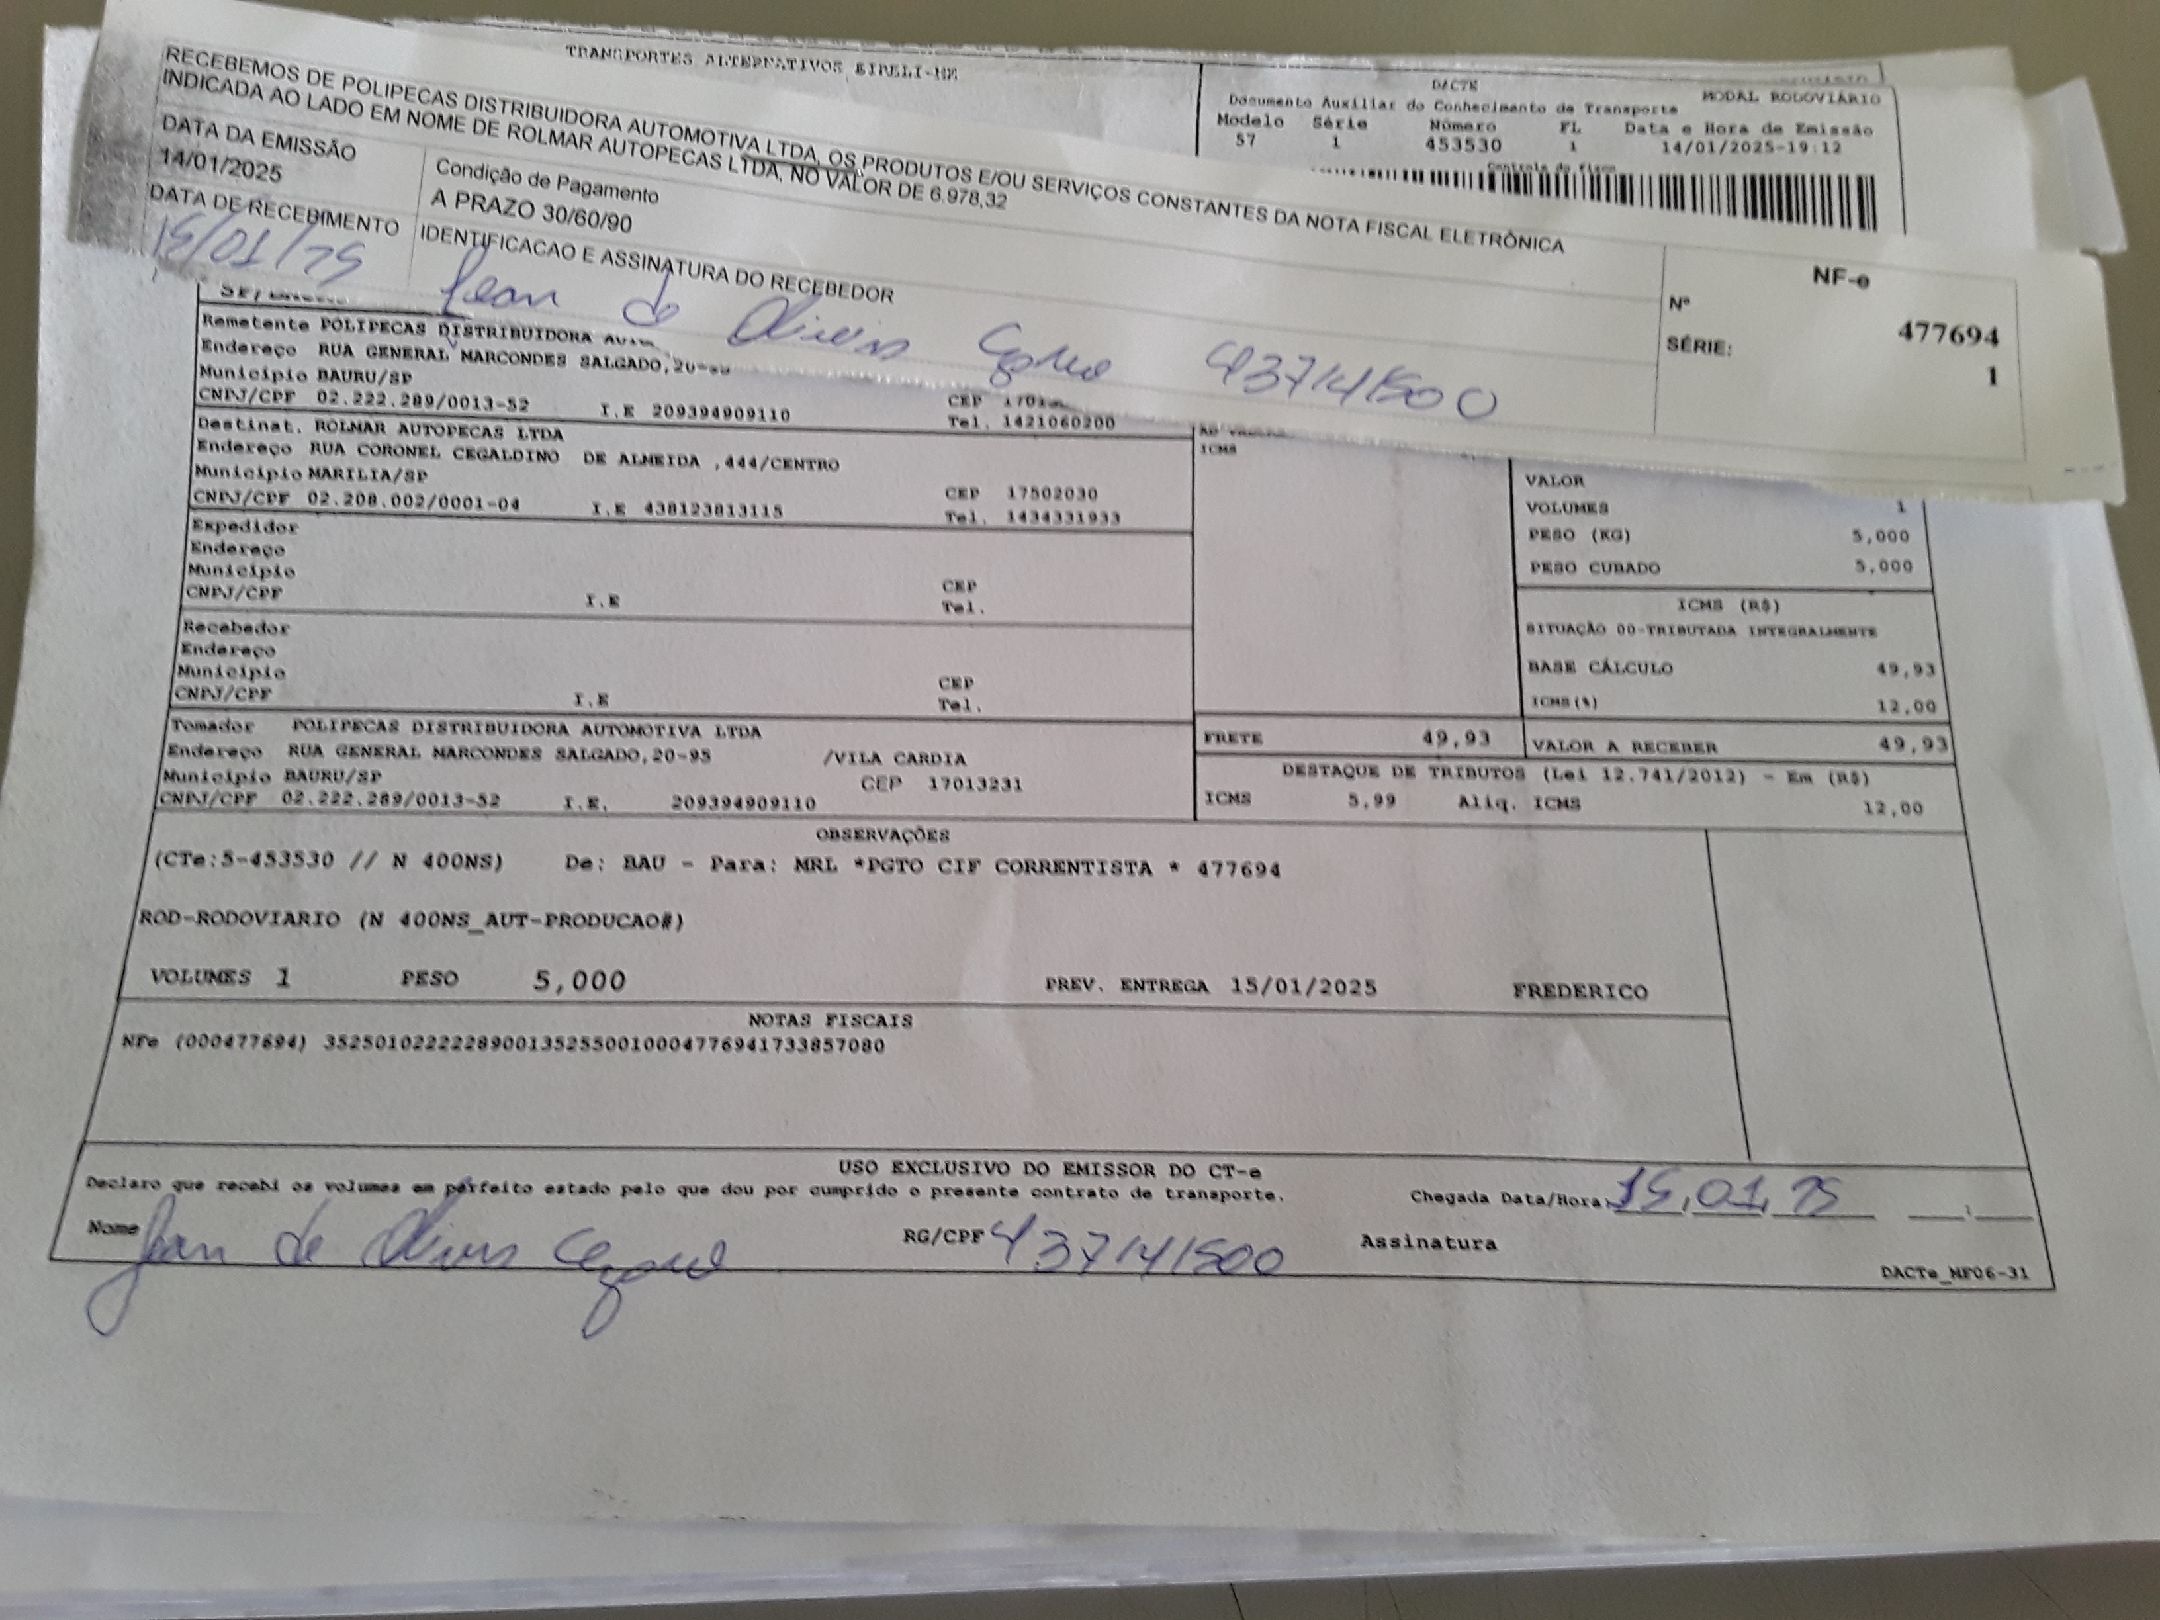 TRANSPORTES ALTERNATIVOS EIRELI-ME
DACTE
MODAL RODOVIÁRIO
Documento Auxiliar do Conhecimento de Transporte
Modelo Série Número FL Data e Hora de Emissão
57 1 453530 1 14/01/2025-19:12
Controle do Fisco
RECEBEMOS DE POLIPECAS DISTRIBUIDORA AUTOMOTIVA LTDA, OS PRODUTOS E/OU SERVIÇOS CONSTANTES DA NOTA FISCAL ELETRÔNICA
INDICADA AO LADO EM NOME DE ROLMAR AUTOPECAS LTDA, NO VALOR DE 6.978,32
DATA DA EMISSÃO
14/01/2025
Condição de Pagamento
A PRAZO 30/60/90
DATA DE RECEBIMENTO
15/01/25
IDENTIFICACAO E ASSINATURA DO RECEBEDOR
Jean de 437141500
NF-e
Nº 477694
SÉRIE: 1
Remetente POLIPECAS DISTRIBUIDORA
Endereço RUA GENERAL MARCONDES SALGADO,20-
Município BAURU/SP
CNPJ/CPF 02.222.289/0013-52 I.E 209394909110 CEP
Tel. 1421060200
Destinat. ROLMAR AUTOPECAS LTDA
Endereço RUA CORONEL CEGALDINO DE ALMEIDA ,444/CENTRO
Município MARILIA/SP CEP 17502030
CNPJ/CPF 02.208.002/0001-04 I.E 438123813115 Tel. 1434331933
ICMS
VALOR
VOLUMES 1
PESO (KG) 5,000
PESO CUBADO 5,000
Expedidor
Endereço
Município CEP
CNPJ/CPF I.E Tel.
Recebedor
Endereço
Município CEP
CNPJ/CPF I.E Tel.
ICMS (R$)
SITUAÇÃO 00-TRIBUTADA INTEGRALMENTE
BASE CÁLCULO 49,93
ICMS(%) 12,00
Tomador POLIPECAS DISTRIBUIDORA AUTOMOTIVA LTDA
Endereço RUA GENERAL MARCONDES SALGADO,20-95 /VILA CARDIA
Município BAURU/SP CEP 17013231
CNPJ/CPF 02.222.289/0013-52 I.E. 209394909110
FRETE 49,93 VALOR A RECEBER 49,93
DESTAQUE DE TRIBUTOS (Lei 12.741/2012) - Em (R$)
ICMS 5,99 Aliq. ICMS 12,00
OBSERVAÇÕES
(CTe:5-453530 // N 400NS) De: BAU - Para: MRL *PGTO CIF CORRENTISTA * 477694
ROD-RODOVIARIO (N 400NS_AUT-PRODUCAO#)
VOLUMES 1 PESO 5,000 PREV. ENTREGA 15/01/2025 FREDERICO
NOTAS FISCAIS
NFe (000477694) 35250102222289001352550010004776941733857080
USO EXCLUSIVO DO EMISSOR DO CT-e
Declaro que recebi os volumes em perfeito estado pelo que dou por cumprido o presente contrato de transporte. Chegada Data/Hora: 15,01,25
Nome Jean de RG/CPF 437141500 Assinatura
DACTe_MF06-31